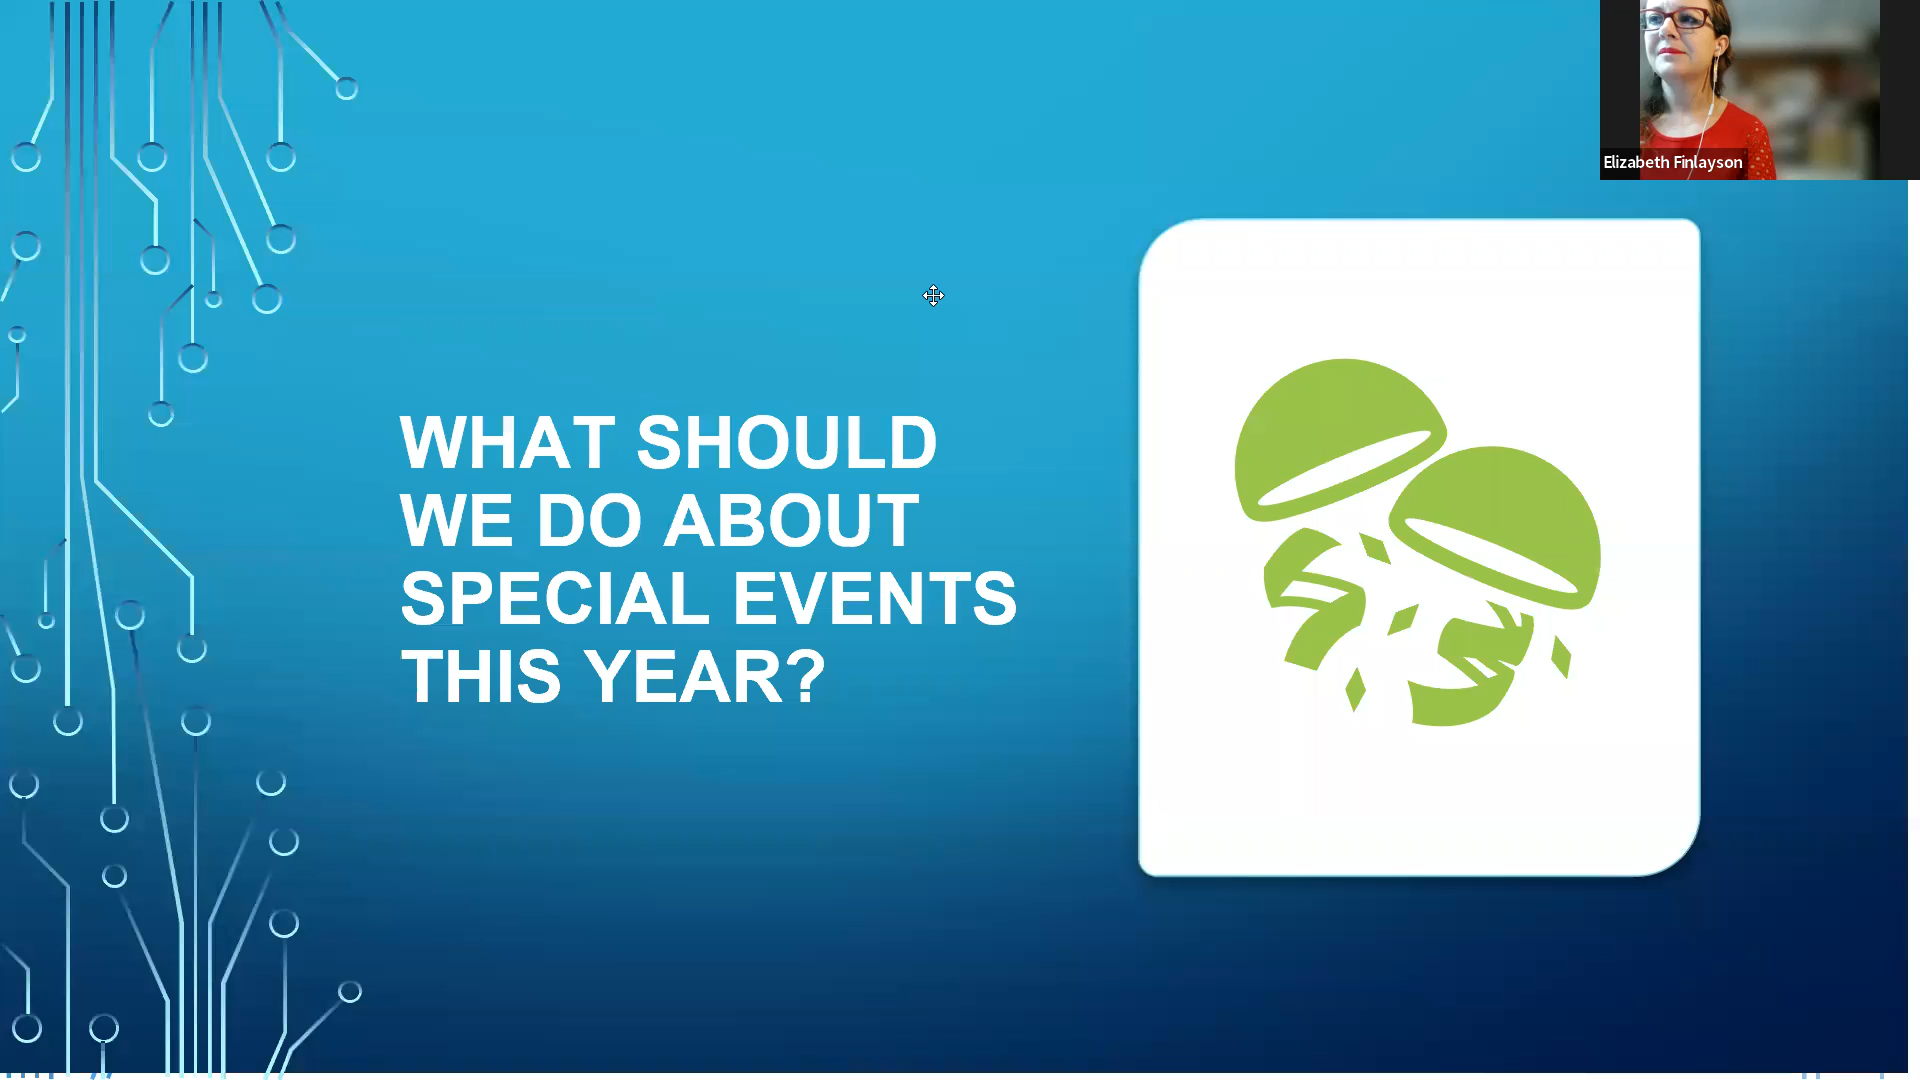 Elizabeth Finlayson
WHAT SHOULD
WE DO ABOUT
SPECIAL EVENTS
THIS YEAR?